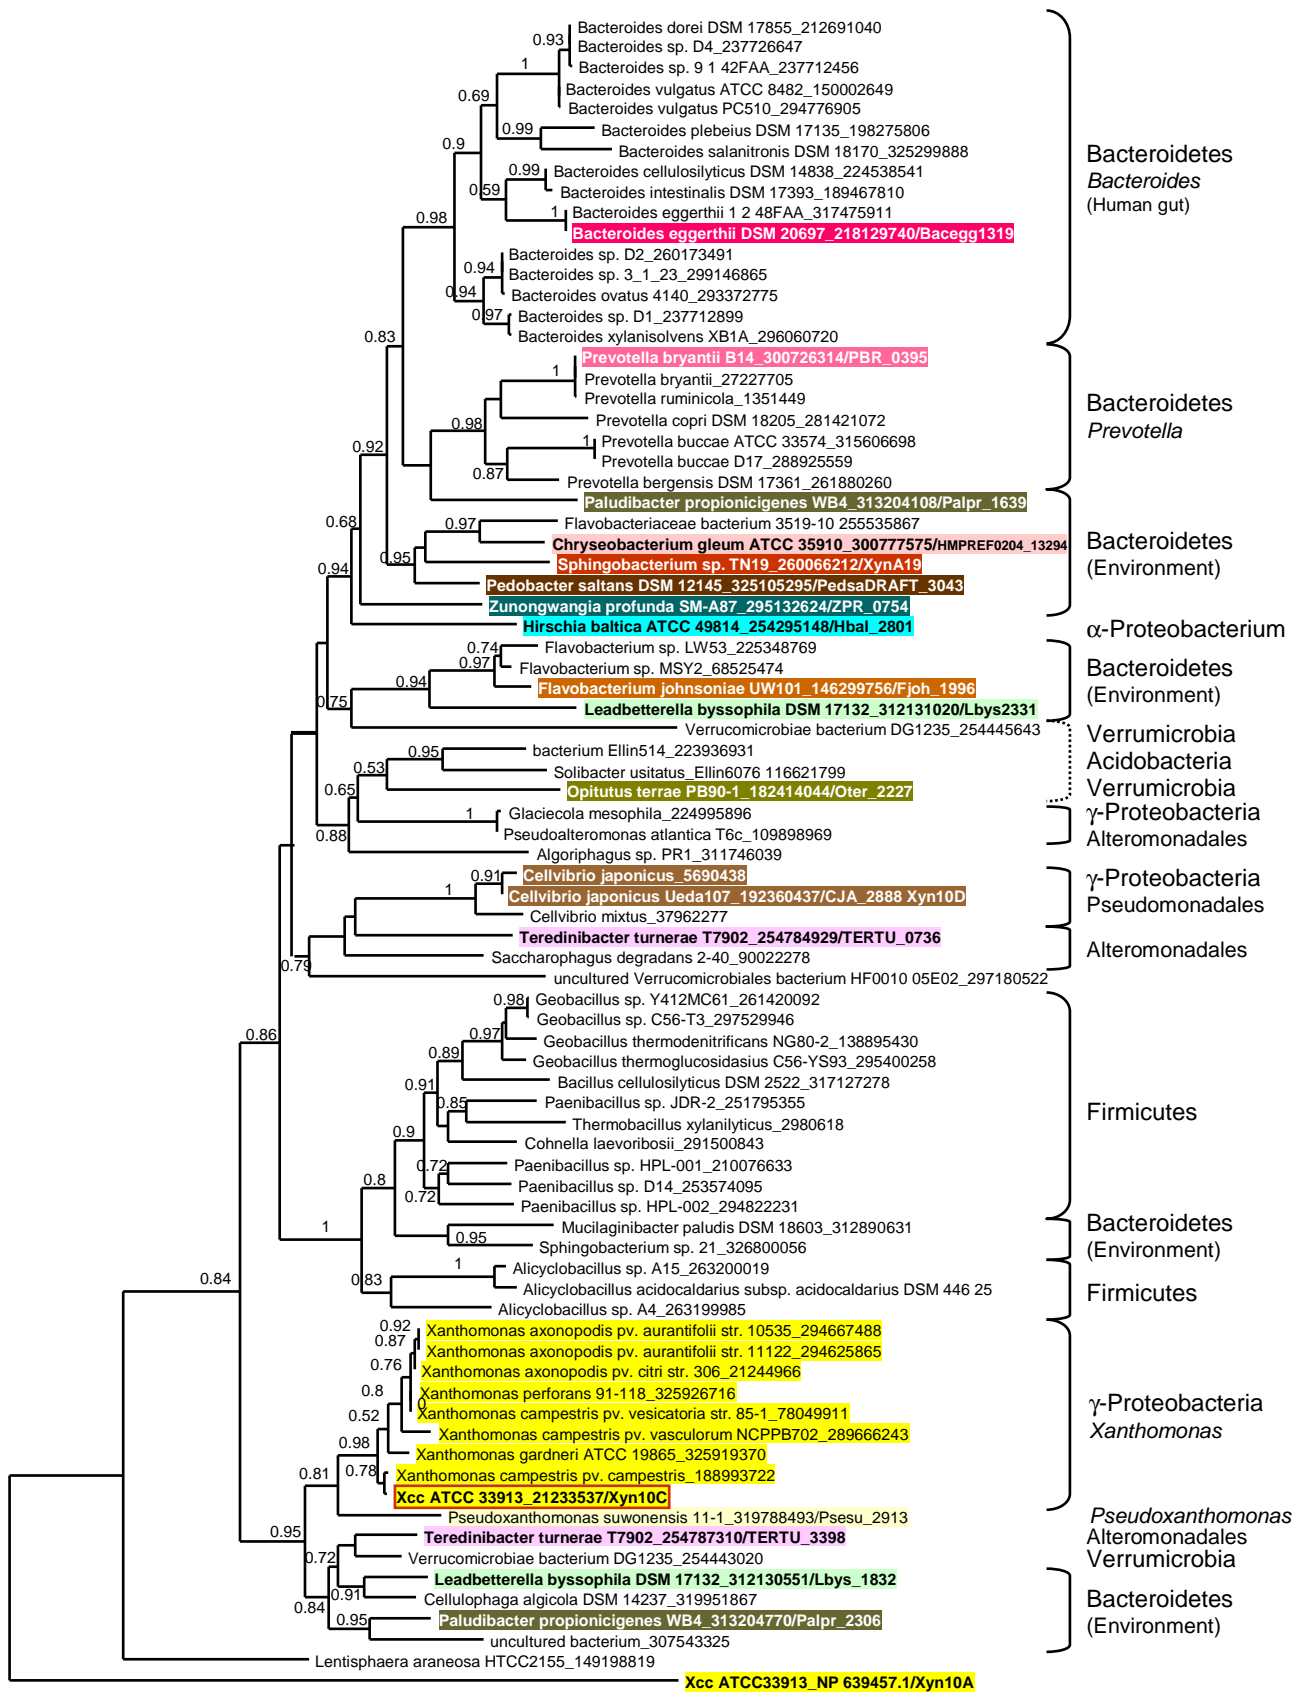 Bacteroides dorei DSM 17855_212691040
0.93
Bacteroides sp. D4_237726647
1
Bacteroides sp. 9 1 42FAA_237712456
Bacteroides vulgatus ATCC 8482_150002649
0.69
Bacteroides vulgatus PC510_294776905
0.99
Bacteroides plebeius DSM 17135_198275806
0.9
Bacteroides salanitronis DSM 18170_325299888
Bacteroidetes
0.99
Bacteroides cellulosilyticus DSM 14838_224538541
Bacteroides
0.59
Bacteroides intestinalis DSM 17393_189467810
(Human gut)
0.98
1
Bacteroides eggerthii 1 2 48FAA_317475911
Bacteroides eggerthii DSM 20697_218129740/Bacegg1319
Bacteroides sp. D2_260173491
0.94
Bacteroides sp. 3_1_23_299146865
0.94
Bacteroides ovatus 4140_293372775
0.97
Bacteroides sp. D1_237712899
0.83
Bacteroides xylanisolvens XB1A_296060720
Prevotella bryantii B14_300726314/PBR_0395
1
Prevotella bryantii_27227705
Prevotella ruminicola_1351449
Bacteroidetes
0.98
Prevotella copri DSM 18205_281421072
Prevotella
0.92
1
Prevotella buccae ATCC 33574_315606698
Prevotella buccae D17_288925559
0.87
Prevotella bergensis DSM 17361_261880260
Paludibacter propionicigenes WB4_313204108/Palpr_1639
0.68
0.97
Flavobacteriaceae bacterium 3519-10 255535867
Chryseobacterium gleum ATCC 35910_300777575/HMPREF0204_13294
Bacteroidetes
0.95
Sphingobacterium sp. TN19_260066212/XynA19
(Environment)
0.94
Pedobacter saltans DSM 12145_325105295/PedsaDRAFT_3043
Zunongwangia profunda SM-A87_295132624/ZPR_0754
Hirschia baltica ATCC 49814_254295148/Hbal_2801
α-Proteobacterium
0.74
Flavobacterium sp. LW53_225348769
0.97
Flavobacterium sp. MSY2_68525474
Bacteroidetes
0.94
Flavobacterium johnsoniae UW101_146299756/Fjoh_1996
(Environment)
0.75
Leadbetterella byssophila DSM 17132_312131020/Lbys2331
Verrucomicrobiae bacterium DG1235_254445643
Verrumicrobia
0.95
bacterium Ellin514_223936931
Acidobacteria
0.53
Solibacter usitatus_Ellin6076 116621799
0.65
Opitutus terrae PB90-1_182414044/Oter_2227
Verrumicrobia
1
Glaciecola mesophila_224995896
γ-Proteobacteria
0.88
Pseudoalteromonas atlantica T6c_109898969
Alteromonadales
Algoriphagus sp. PR1_311746039
0.91
Cellvibrio japonicus_5690438
γ-Proteobacteria
1
Cellvibrio japonicus Ueda107_192360437/CJA_2888 Xyn10D
Pseudomonadales
Cellvibrio mixtus_37962277
Teredinibacter turnerae T7902_254784929/TERTU_0736
Alteromonadales
0.79
Saccharophagus degradans 2-40_90022278
uncultured Verrucomicrobiales bacterium HF0010 05E02_297180522
0.98
Geobacillus sp. Y412MC61_261420092
Geobacillus sp. C56-T3_297529946
0.97
Geobacillus thermodenitrificans NG80-2_138895430
0.86
0.89
Geobacillus thermoglucosidasius C56-YS93_295400258
0.91
Bacillus cellulosilyticus DSM 2522_317127278
0.85
Paenibacillus sp. JDR-2_251795355
Firmicutes
Thermobacillus xylanilyticus_2980618
0.9
Cohnella laevoribosii_291500843
0.72
Paenibacillus sp. HPL-001_210076633
0.8
Paenibacillus sp. D14_253574095
0.72
Paenibacillus sp. HPL-002_294822231
1
Mucilaginibacter paludis DSM 18603_312890631
Bacteroidetes
0.95
Sphingobacterium sp. 21_326800056
(Environment)
0.84
1
Alicyclobacillus sp. A15_263200019
0.83
Alicyclobacillus acidocaldarius subsp. acidocaldarius DSM 446 25
Firmicutes
Alicyclobacillus sp. A4_263199985
0.92
Xanthomonas axonopodis pv. aurantifolii str. 10535_294667488
0.87
Xanthomonas axonopodis pv. aurantifolii str. 11122_294625865
0.76
Xanthomonas axonopodis pv. citri str. 306_21244966
0.8
Xanthomonas perforans 91-118_325926716
0
γ-Proteobacteria
0.52
Xanthomonas campestris pv. vesicatoria str. 85-1_78049911
Xanthomonas
Xanthomonas campestris pv. vasculorum NCPPB702_289666243
0.98
Xanthomonas gardneri ATCC 19865_325919370
0.81
0.78
Xanthomonas campestris pv. campestris_188993722
Xcc ATCC 33913_21233537/Xyn10C
Pseudoxanthomonas suwonensis 11-1_319788493/Psesu_2913
Pseudoxanthomonas
0.95
Teredinibacter turnerae T7902_254787310/TERTU_3398
Alteromonadales
0.72
Verrucomicrobiae bacterium DG1235_254443020
Verrumicrobia
Leadbetterella byssophila DSM 17132_312130551/Lbys_1832
0.91
Cellulophaga algicola DSM 14237_319951867
Bacteroidetes
0.84
0.95
Paludibacter propionicigenes WB4_313204770/Palpr_2306
(Environment)
uncultured bacterium_307543325
Lentisphaera araneosa HTCC2155_149198819
Xcc ATCC33913_NP 639457.1/Xyn10A